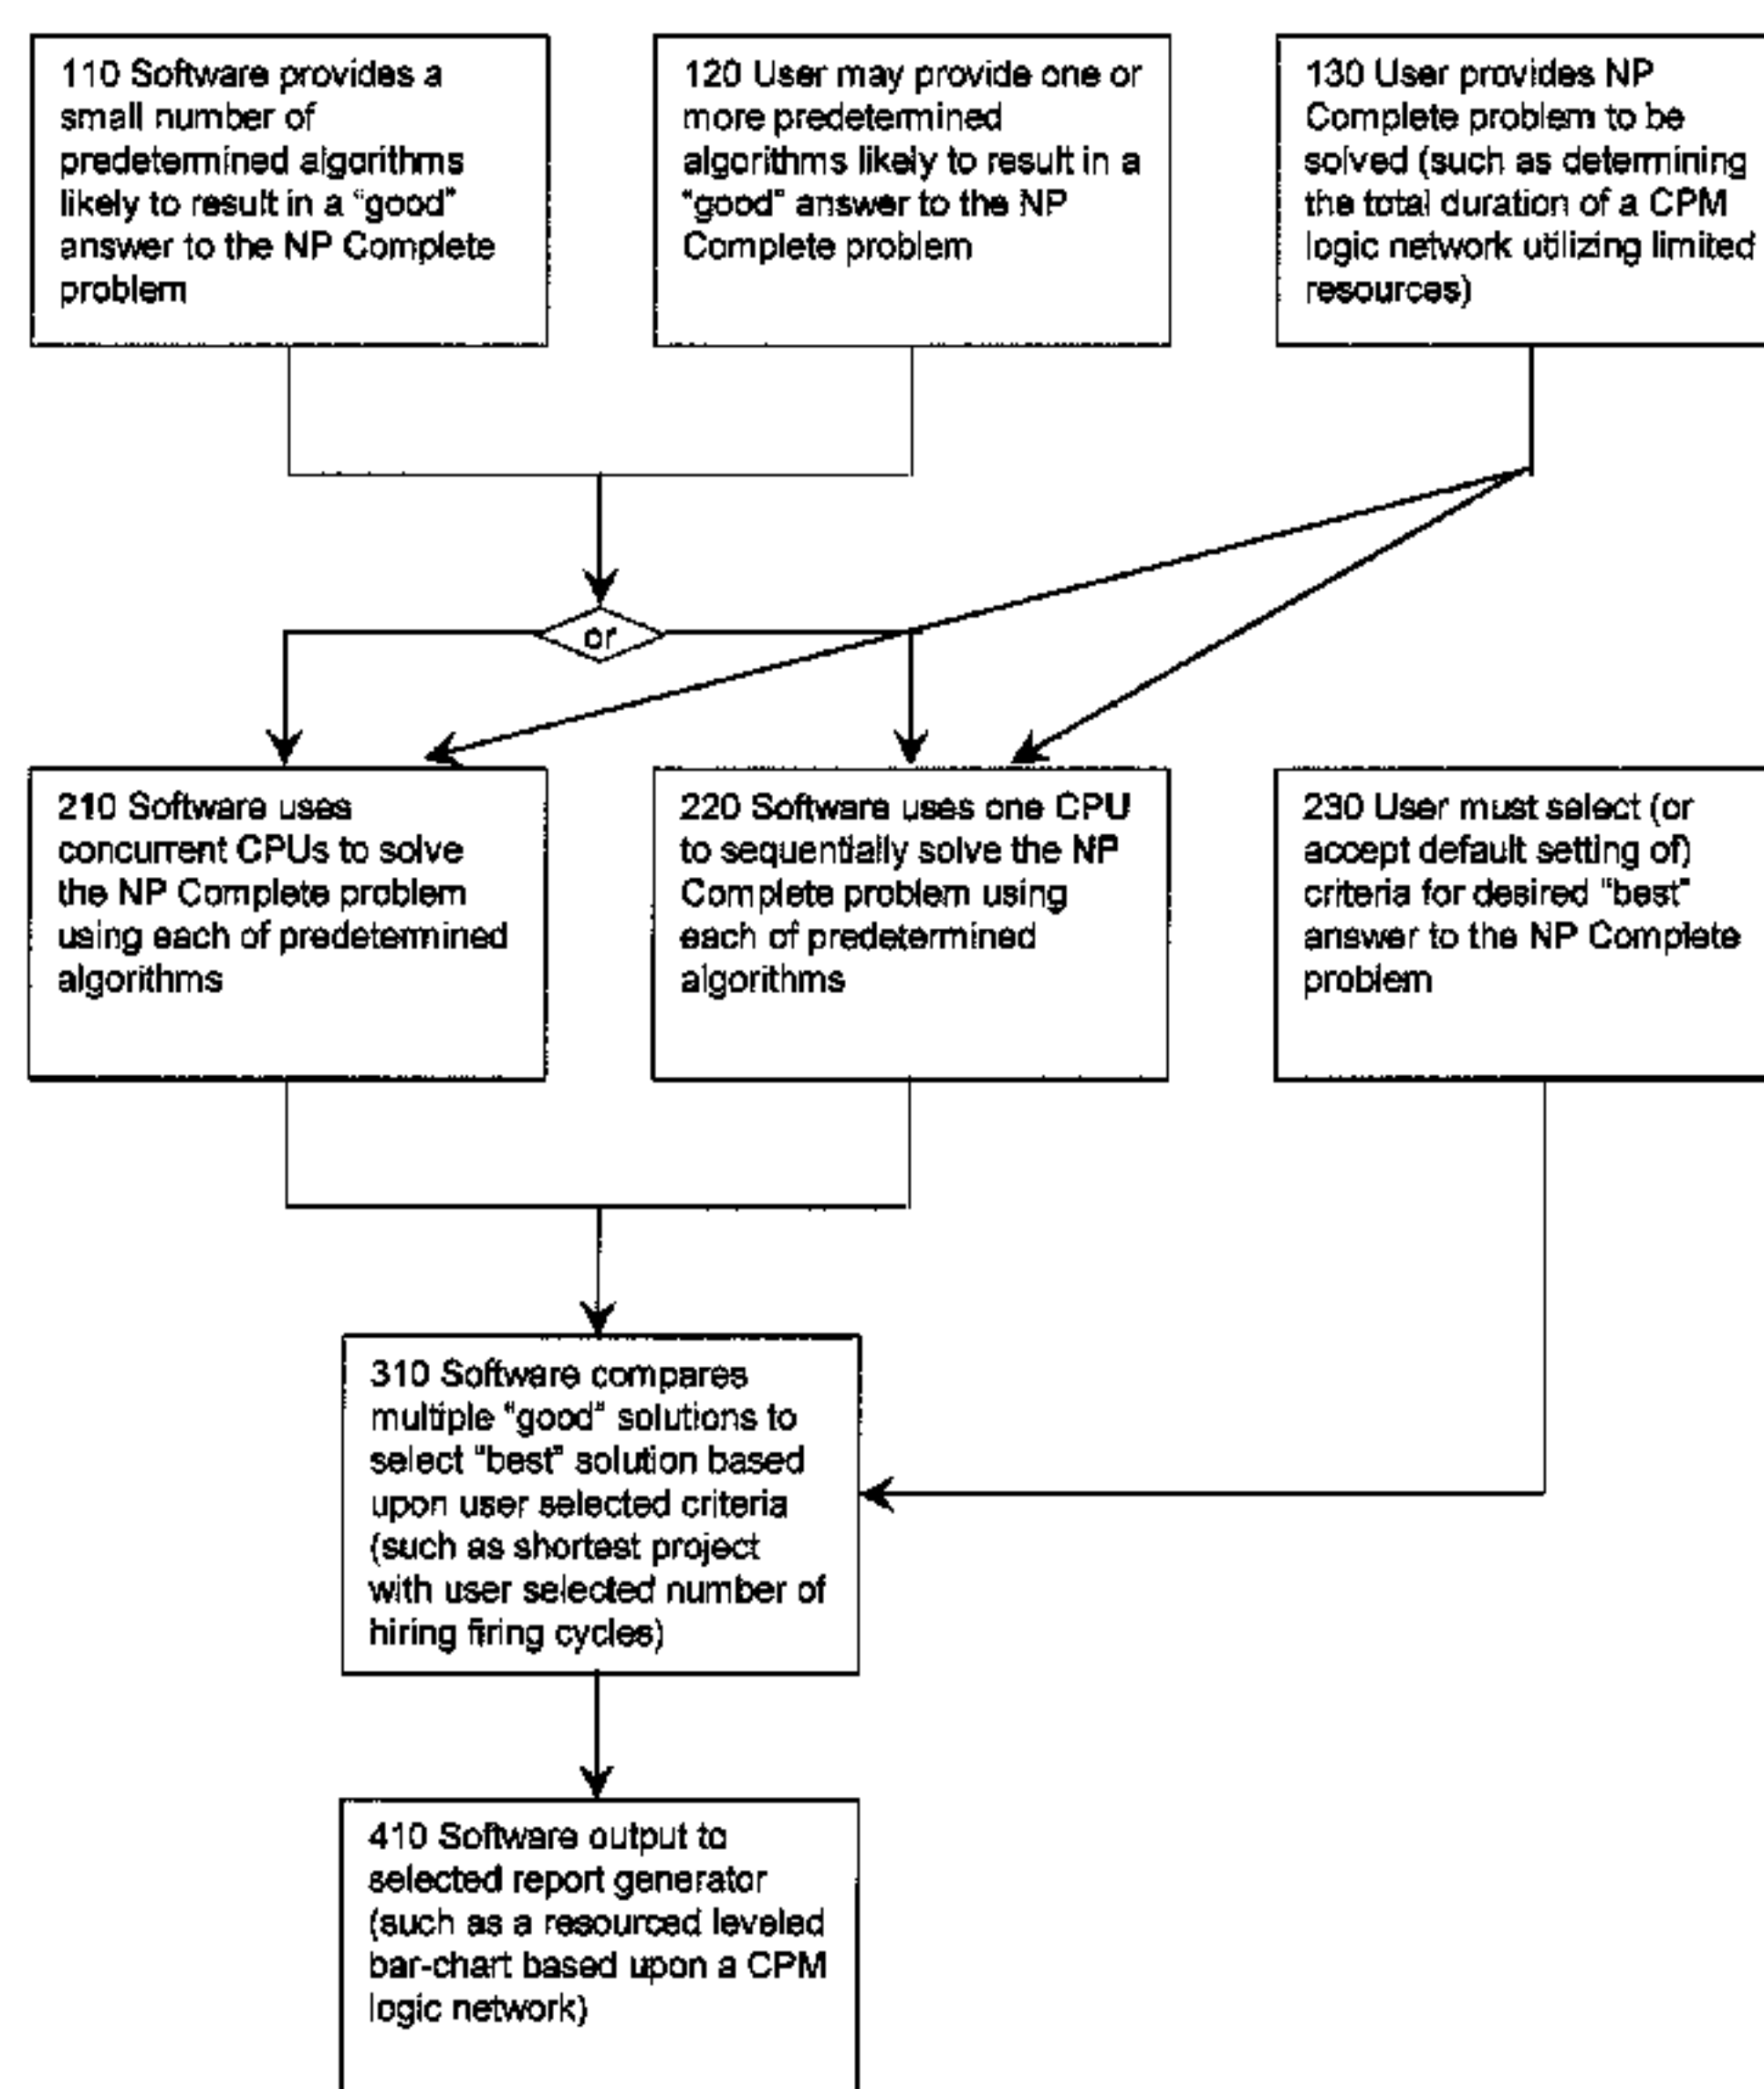 110 Software provides a
small number of
predetermined algorithms
likely to result in a "good"
answer to the NP Complete
problem
120 User may provide one or
more predetermined
algorithms likely to result in a
"good" answer to the NP
Complete problem
130 User provides NP
Complete problem to be
solved (such as determining
the total duration of a CPM
logic network utilizing limited
resources)
or
210 Software uses
concurrent CPUs to solve
the NP Complete problem
using each of predetermined
algorithms
220 Software uses one CPU
to sequentially solve the NP
Complete problem using
each of predetermined
algorithms
230 User must select (or
accept default setting of)
criteria for desired "best"
answer to the NP Complete
problem
310 Software compares
multiple "good" solutions to
select "best" solution based
upon user selected criteria
(such as shortest project
with user selected number of
hiring firing cycles)
410 Software output to
selected report generator
(such as a resourced leveled
bar-chart based upon a CPM
logic network)